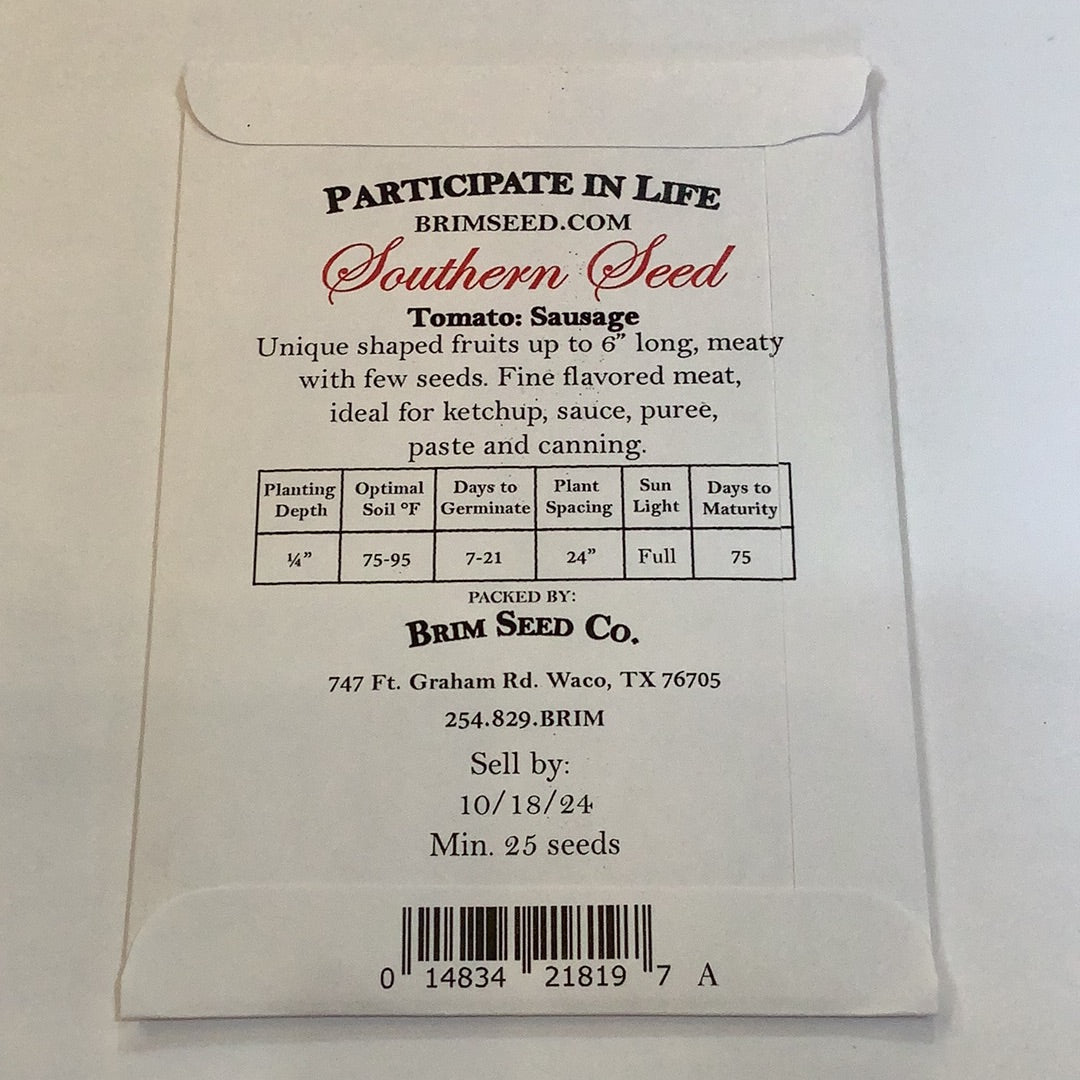 PARTICIPATE IN LIFE
BRIMSEED.COM
Southern Seed
Tomato: Sausage
Unique shaped fruits up to 6” long, meaty
with few seeds. Fine flavored meat,
ideal for ketchup, sauce, puree,
paste and canning.
Planting Depth Optimal Soil °F Days to Germinate Plant Spacing Sun Light Days to Maturity
¼” 75-95 7-21 24” Full 75
PACKED BY:
BRIM SEED CO.
747 Ft. Graham Rd. Waco, TX 76705
254.829.BRIM
Sell by:
10/18/24
Min. 25 seeds
0 14834 21819 7 A